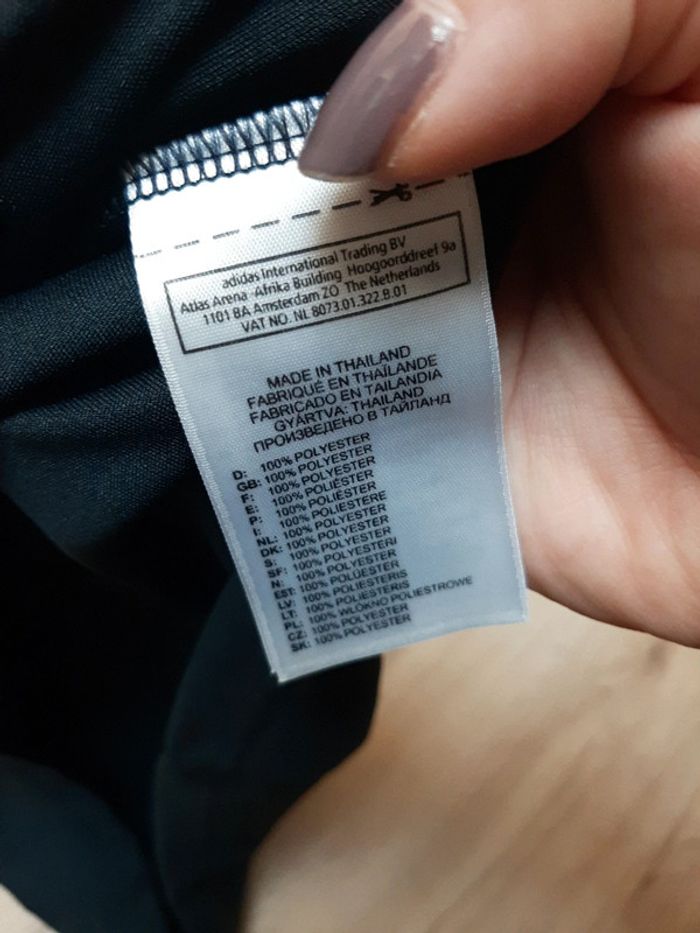 adidas International Trading BV
Atlas Arena Afrika Building Hoogoorddreef 9a
1101 BA Amsterdam ZO The Netherlands
VAT NO. NL 8073.01.322.B.01
MADE IN THAILAND
FABRIQUÉ EN THAÏLANDE
FABRICADO EN TAILANDIA
GYÁRTVA: THAILAND
ПРОИЗВЕДЕНО В ТАЙЛАНД
D: 100% POLYESTER
GB: 100% POLYESTER
F: 100% POLYESTER
E: 100% POLIÉSTER
P: 100% POLIÉSTER
I: 100% POLIESTERE
NL: 100% POLYESTER
DK: 100% POLYESTER
S: 100% POLYESTER
SF: 100% POLYESTERI
N: 100% POLYESTER
EST: 100% POLÜESTER
LV: 100% POLIESTERIS
LT: 100% POLIESTERIS
PL: 100% WŁÓKNO POLIESTROWE
CZ: 100% POLYESTER
SK: 100% POLYESTER